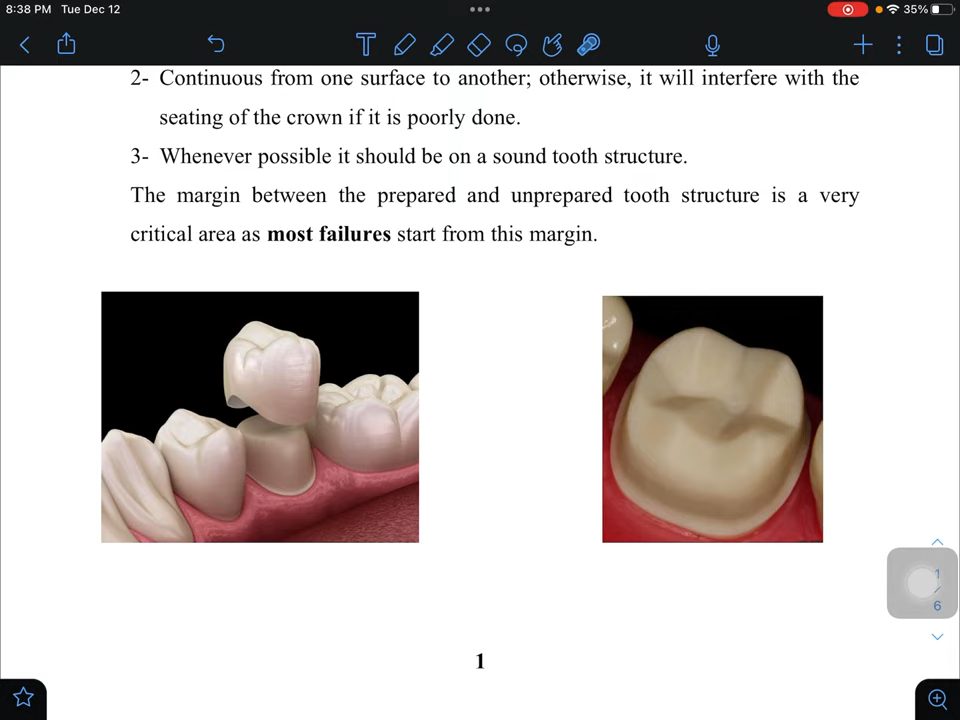 8:38 PM Tue Dec 12
35%
T
2- Continuous from one surface to another; otherwise, it will interfere with the
seating of the crown if it is poorly done.
3- Whenever possible it should be on a sound tooth structure.
The margin between the prepared and unprepared tooth structure is a very
critical area as most failures start from this margin.
1
/
6
1